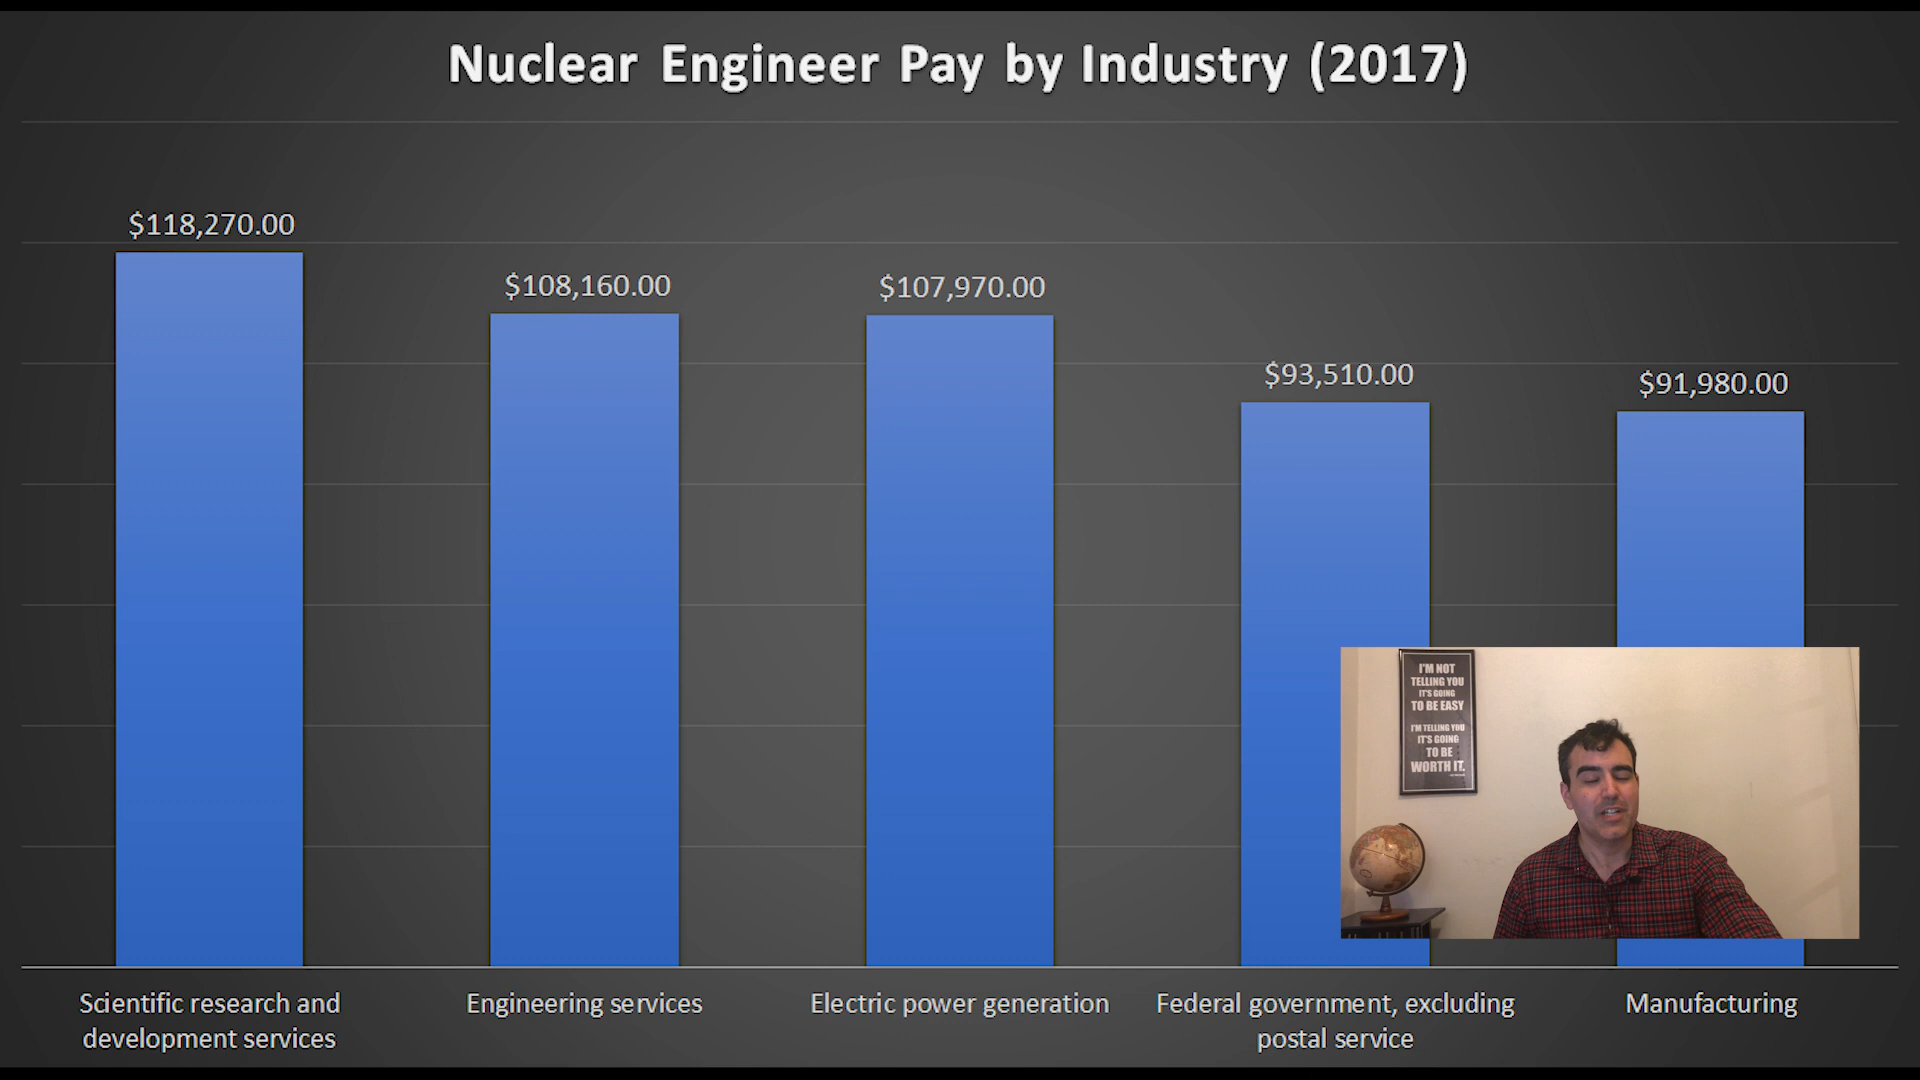 Nuclear Engineer Pay by Industry (2017)
$118,270.00
$108,160.00
$107,970.00
$93,510.00
$91,980.00
I'M NOT
TELLING YOU
IT'S GOING
TO BE EASY
I'M TELLING YOU
IT'S GOING
TO BE
WORTH IT.
Scientific research and
development services
Engineering services
Electric power generation
Federal government, excluding
postal service
Manufacturing